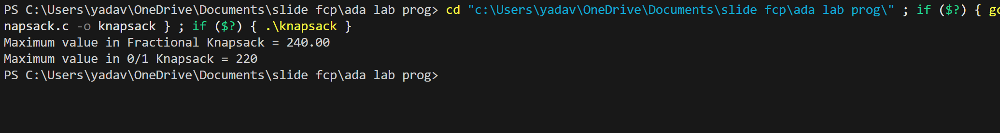 PS C:\Users\yadav\OneDrive\Documents\slide fcp\ada lab prog> cd "c:\Users\yadav\OneDrive\Documents\slide fcp\ada lab prog\" ; if ($?) { gc
napsack.c -o knapsack } ; if ($?) { .\knapsack }
Maximum value in Fractional Knapsack = 240.00
Maximum value in 0/1 Knapsack = 220
PS C:\Users\yadav\OneDrive\Documents\slide fcp\ada lab prog>